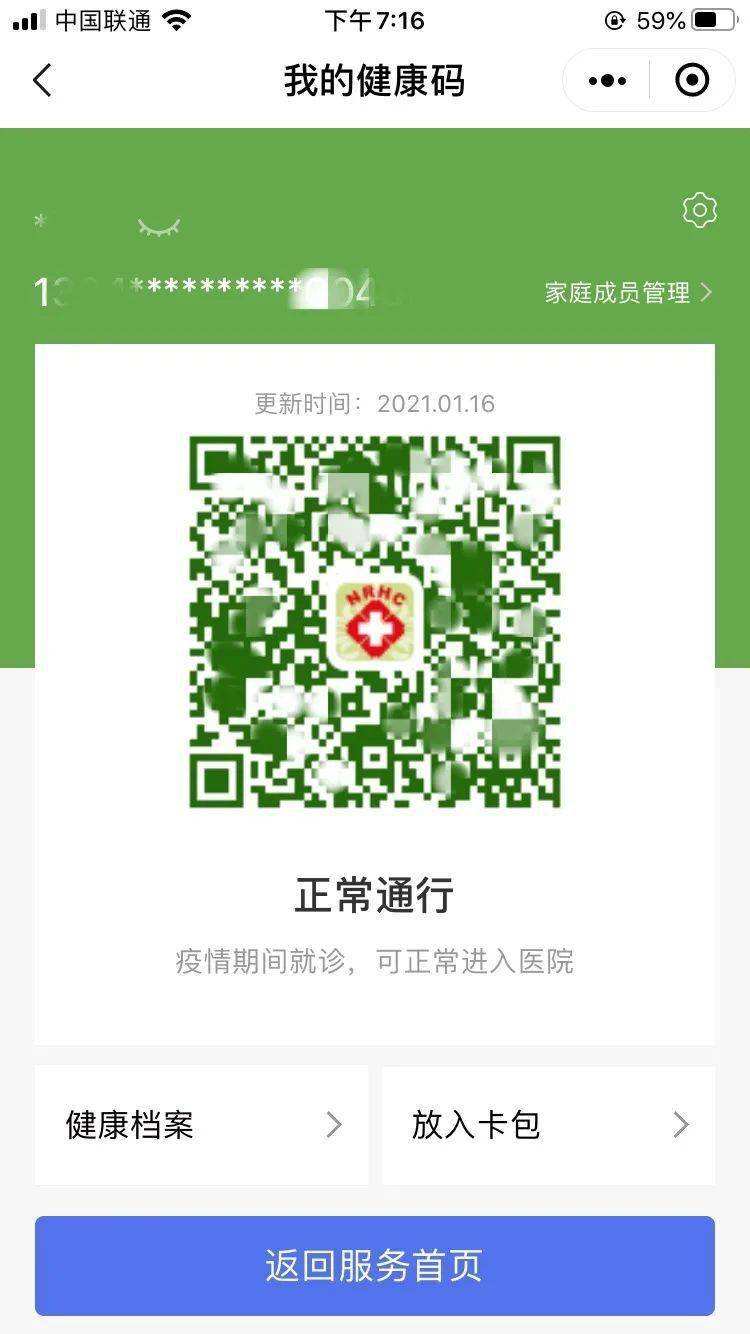 中国联通 下午7:16 59%
我的健康码
*
家庭成员管理
更新时间：2021.01.16
NRHC
正常通行
疫情期间就诊，可正常进入医院
健康档案 放入卡包
返回服务首页